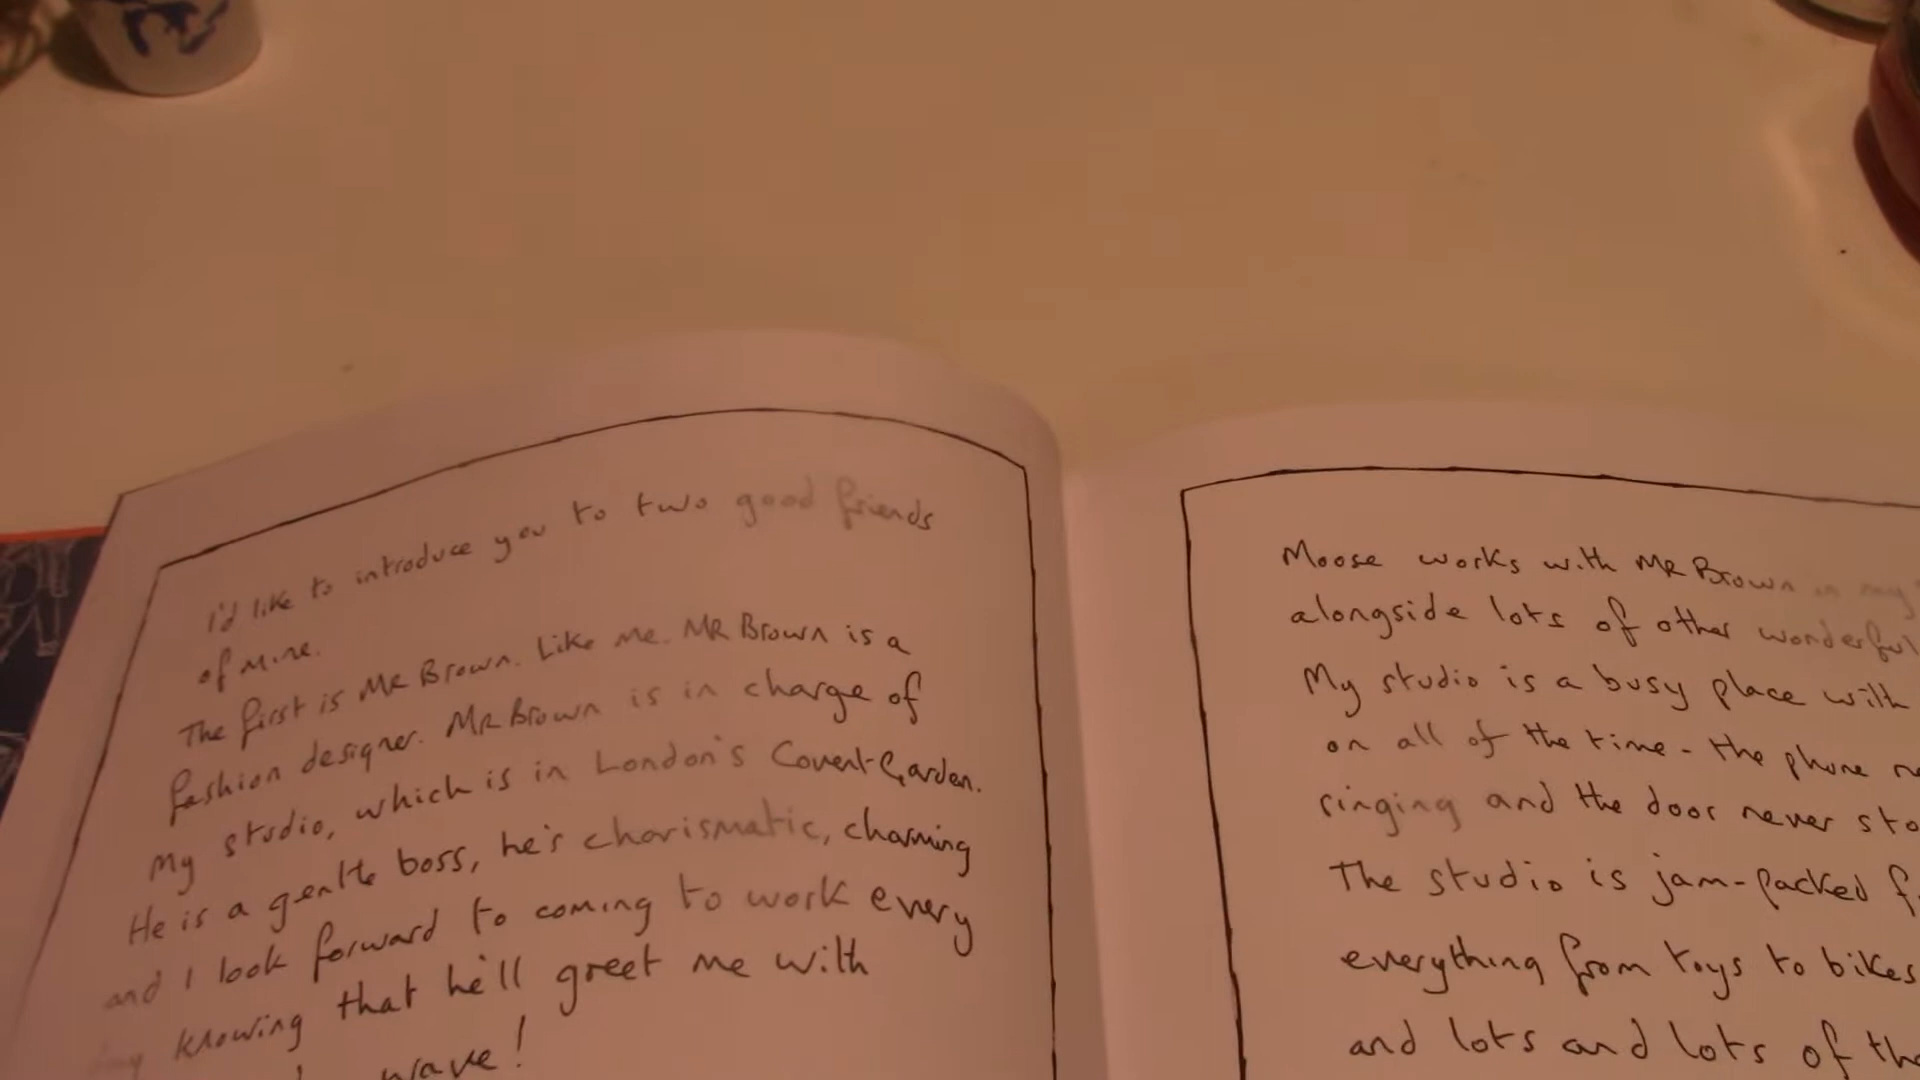 I'd like to introduce you to two good friends
of mine.
The first is MR Brown. Like me. MR Brown is a
fashion designer. MR Brown is in charge of
My studio, which is in London's Covent Garden.
He is a gentle boss, he's charismatic, charming
and I look forward to coming to work every
knowing that he'll greet me with
wave!
Moose works with MR Brown in my
alongside lots of other wonderful
My studio is a busy place with
on all of the time - the phone
ringing and the door never
The studio is jam-packed
everything from toys to bikes
and lots and lots of